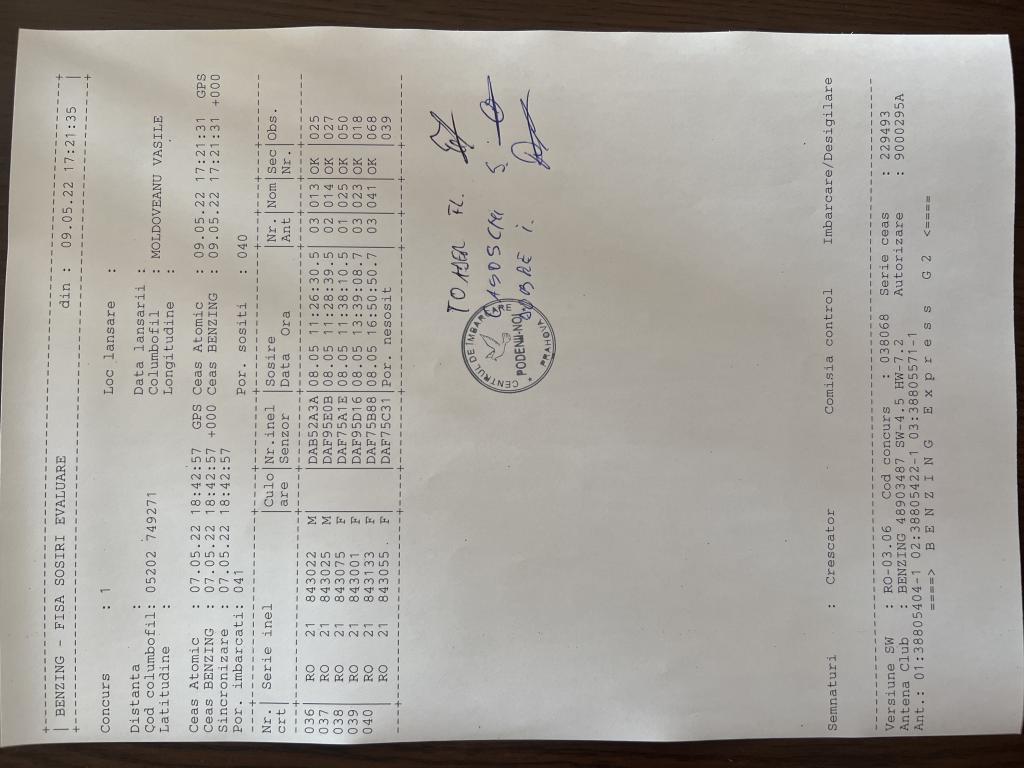 BENZING - FISA SOSIRI EVALUARE din : 09.05.22 17:21:35
Concurs : 1 Loc lansare :
Distanta : Data lansarii :
Cod columbofil: 05202 749271 Columbofil : MOLDOVEANU VASILE
Latitudine : Longitudine :
Ceas Atomic : 07.05.22 18:42:57 GPS Ceas Atomic : 09.05.22 17:21:31 GPS
Ceas BENZING : 07.05.22 18:42:57 +000 Ceas BENZING : 09.05.22 17:21:31 +000
Sincronizare : 07.05.22 18:42:57
Por. imbarcati: 041 Por. sositi : 040
Nr. | Serie inel |Culo|Nr.inel |Sosire |Nr. |Nom|Sec|Obs.
crt | |are |Senzor |Data Ora |Ant | |Nr.|
036 | RO 21 843022 M | |DAB52A3A|08.05 11:26:30.5| 03|013|OK |025
037 | RO 21 843025 M | |DAF95E0B|08.05 11:28:39.5| 02|014|OK |027
038 | RO 21 843075 F | |DAF75A1E|08.05 11:38:10.5| 01|025|OK |050
039 | RO 21 843001 F | |DAF95D16|08.05 13:39:08.7| 03|023|OK |018
040 | RO 21 843133 F | |DAF75B88|08.05 16:50:50.7| 03|041|OK |068
| RO 21 843055 F | |DAF75C31|Por. nesosit | | | |039
CENTRUL DE IMBARCARE
PODENII-NOI
PRAHOVA
Semnaturi : Crescator Comisia control Imbarcare/Desigilare
Versiune SW : RO-03.06 Cod concurs : 038068 Serie ceas : 229493
Antena Club : BENZING 48903487 SW-4.5 HW-7.2 Autorizare : 9000295A
Ant.: 01:38805404-1 02:38805422-1 03:38805571-1
====> B E N Z I N G E x p r e s s G 2 <====